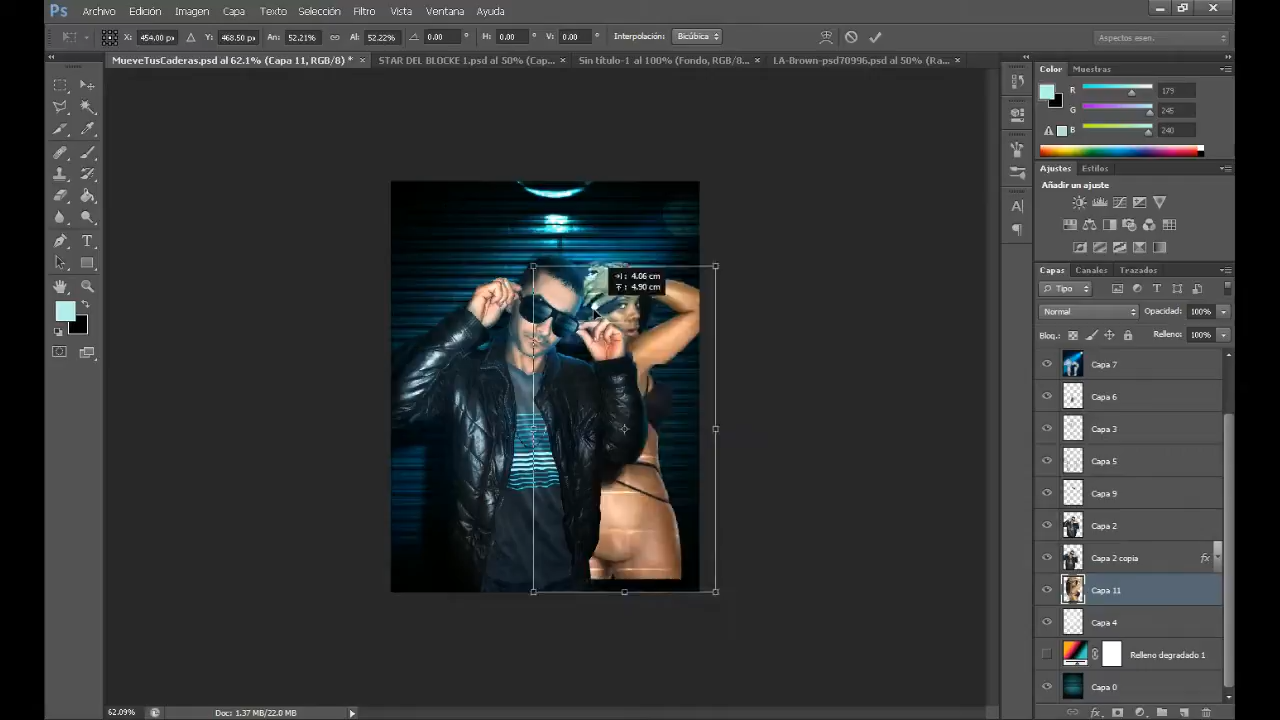 Ps Archivo Edición Imagen Capa Texto Selección Filtro Vista Ventana Ayuda
X: 454.00 px Y: 468.50 px An: 52.21% Al: 52.22% 0.00 ° H: 0.00 ° V: 0.00 ° Interpolación: Bicúbica Aspectos esen.
MueveTusCaderas.psd al 62.1% (Capa 11, RGB/8) * × STAR DEL BLOCKE 1.psd al 50% (Cap... × Sin título-1 al 100% (Fondo, RGB/8... × LA-Brown-psd70996.psd al 50% (Ra... ×
Color Muestras
R 179
G 246
B 240
Ajustes Estilos
Añadir un ajuste
Capas Canales Trazados
Tipo
Normal Opacidad: 100%
Bloq.: Relleno: 100%
4.06 cm
4.90 cm
Capa 7
Capa 6
Capa 3
Capa 5
Capa 9
Capa 2
Capa 2 copia fx
Capa 11
Capa 4
Relleno degradado 1
Capa 0
62.09% Doc: 1.37 MB/22.0 MB